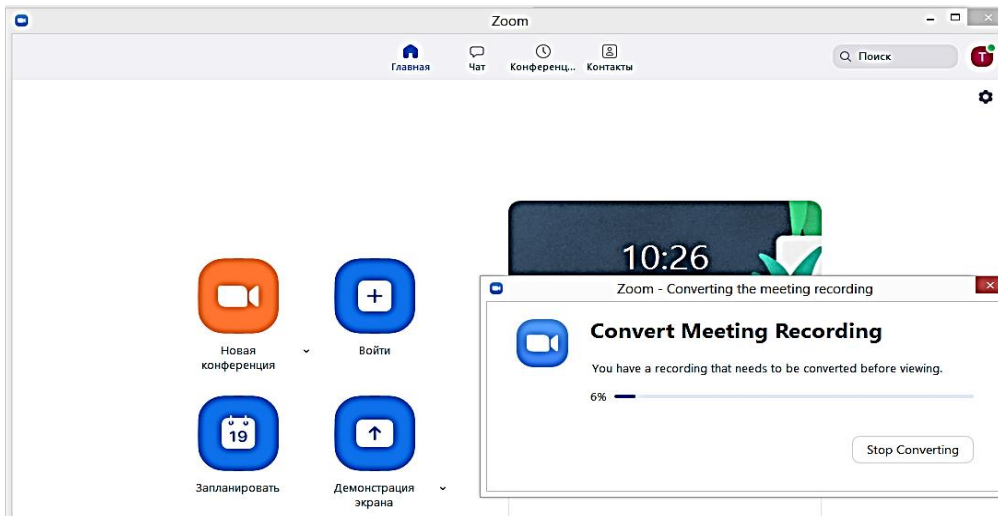 Zoom
Главная
Чат
Конференц...
Контакты
Поиск
T
10:26
Новая
конференция
Войти
19
Запланировать
Демонстрация
экрана
Zoom - Converting the meeting recording
Convert Meeting Recording
You have a recording that needs to be converted before viewing.
6%
Stop Converting